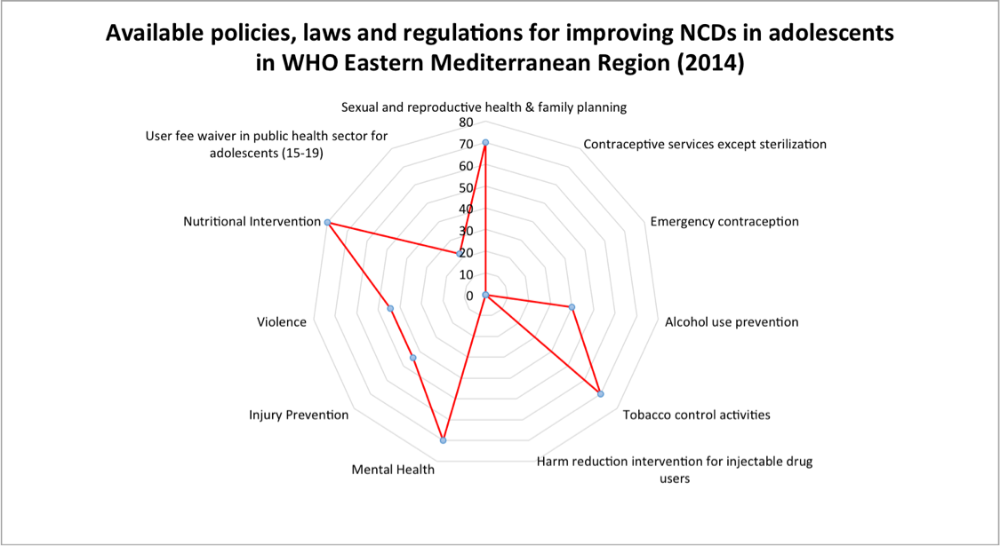 Available policies, laws and regulations for improving NCDs in adolescents
in WHO Eastern Mediterranean Region (2014)
Sexual and reproductive health & family planning
80
70
60
50
40
30
20
10
0
Contraceptive services except sterilization
Emergency contraception
Alcohol use prevention
Tobacco control activities
Harm reduction intervention for injectable drug
users
Mental Health
Injury Prevention
Violence
Nutritional Intervention
User fee waiver in public health sector for
adolescents (15-19)